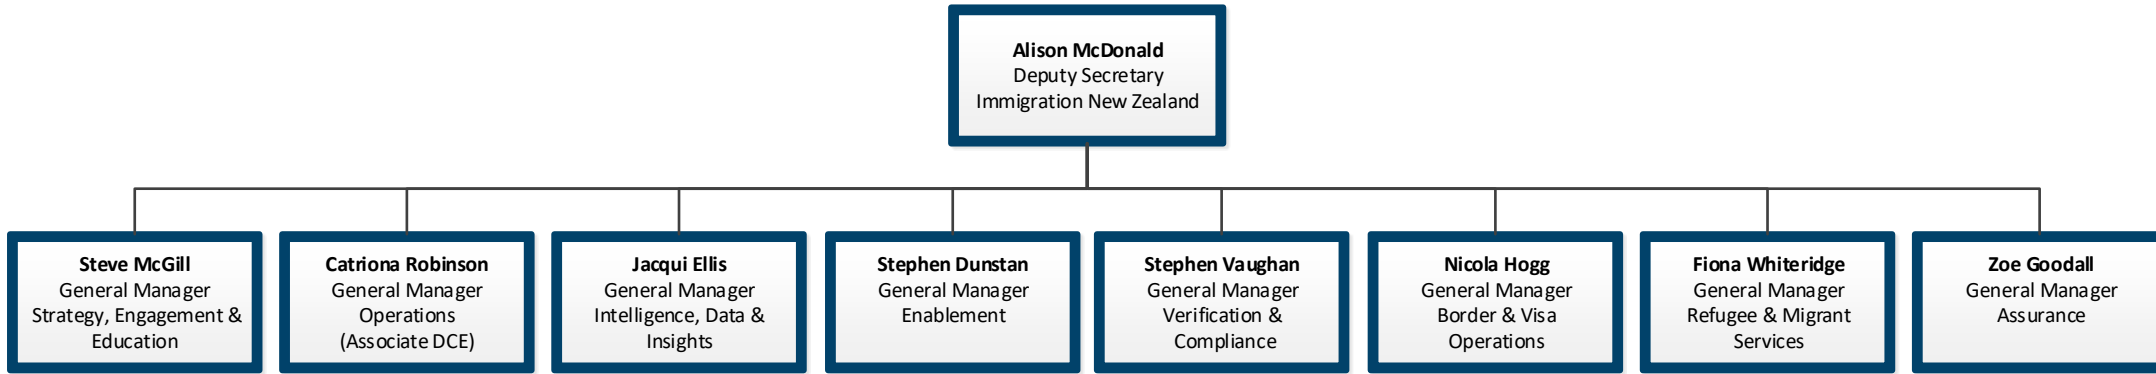 Alison McDonald
Deputy Secretary
Immigration New Zealand
Steve McGill
General Manager
Strategy, Engagement &
Education
Catriona Robinson
General Manager
Operations
(Associate DCE)
Jacqui Ellis
General Manager
Intelligence, Data &
Insights
Stephen Dunstan
General Manager
Enablement
Stephen Vaughan
General Manager
Verification &
Compliance
Nicola Hogg
General Manager
Border & Visa
Operations
Fiona Whiteridge
General Manager
Refugee & Migrant
Services
Zoe Goodall
General Manager
Assurance